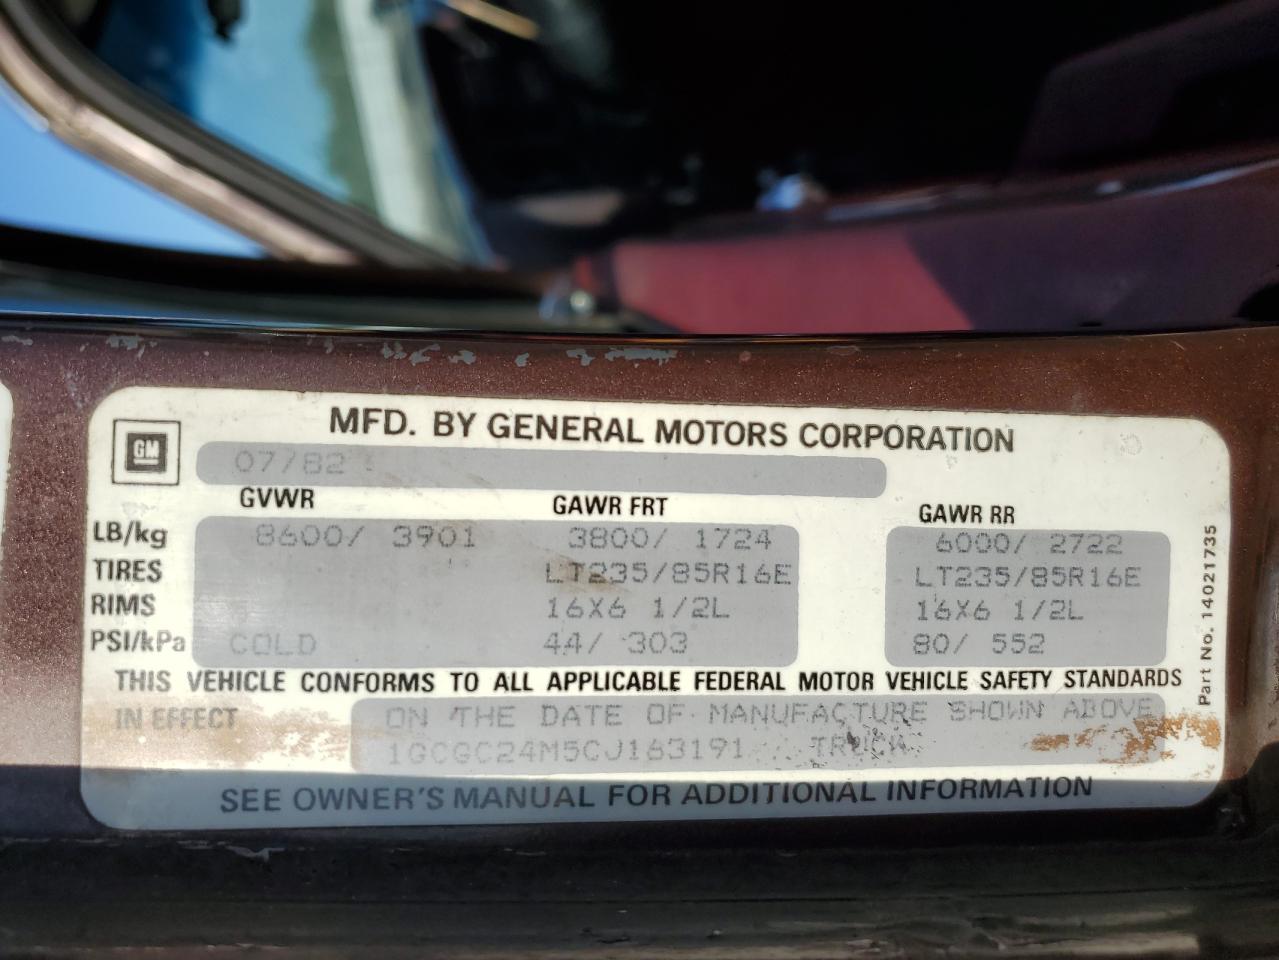 MFD. BY GENERAL MOTORS CORPORATION
GM
07/82
GVWR GAWR FRT GAWR RR
LB/kg 8600/ 3901 3800/ 1724 6000/ 2722
TIRES LT235/85R16E LT235/85R16E
RIMS 16X6 1/2L 16X6 1/2L
PSI/kPa COLD 44/ 303 80/ 552
THIS VEHICLE CONFORMS TO ALL APPLICABLE FEDERAL MOTOR VEHICLE SAFETY STANDARDS
IN EFFECT ON THE DATE OF MANUFACTURE SHOWN ABOVE
1GCGC24M5CJ163191 TRUCK
SEE OWNER'S MANUAL FOR ADDITIONAL INFORMATION
Part No. 14021735